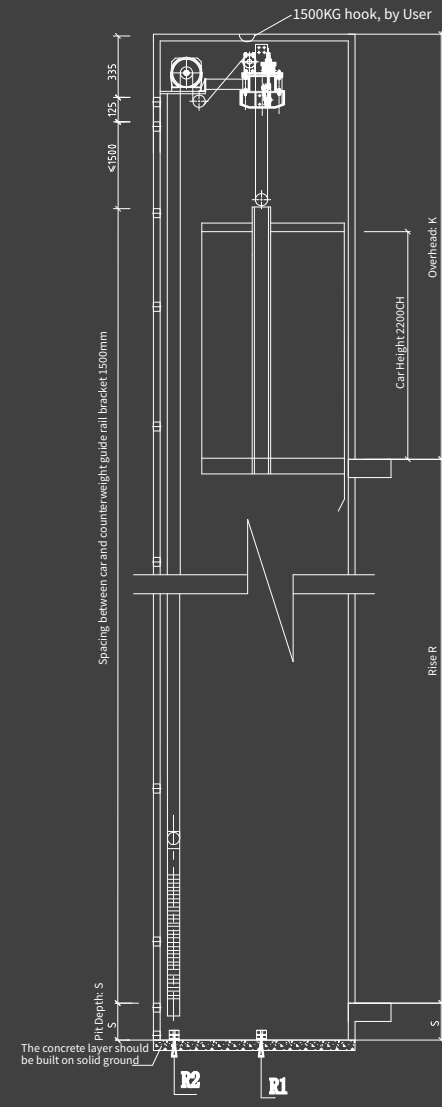 1500KG hook, by User
335
125
≤1500
Overhead: K
Car Height 2200CH
Spacing between car and counterweight guide rail bracket 1500mm
Rise R
Pit Depth: S
S
S
The concrete layer should
be built on solid ground
R2
R1